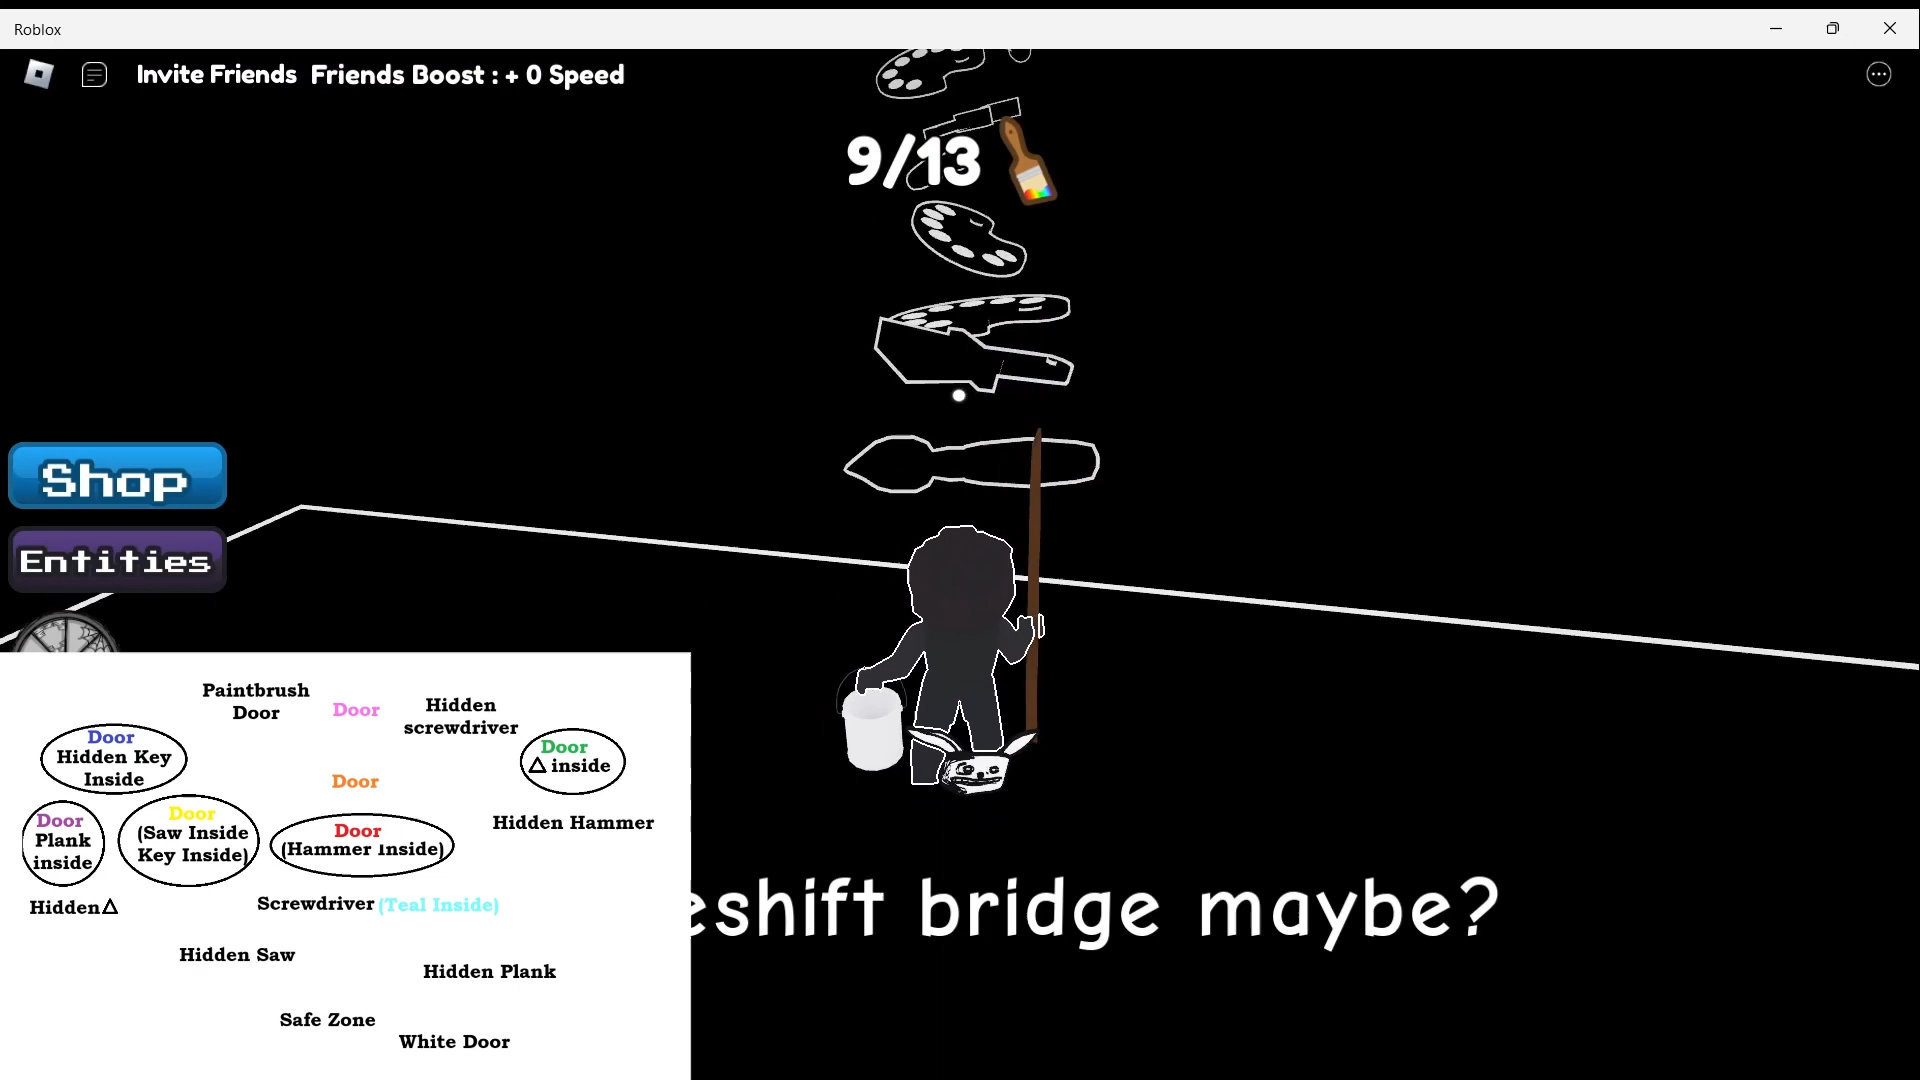 Roblox
Invite Friends Friends Boost : + 0 Speed
9/13
Shop
Entities
Paintbrush
Door
Door
Hidden
screwdriver
Door
Hidden Key
Inside
Door
△ inside
Door
Door
Plank
inside
Door
(Saw Inside
Key Inside)
Door
(Hammer Inside)
Hidden Hammer
Hidden△
Screwdriver (Teal Inside)
eshift bridge maybe?
Hidden Saw
Hidden Plank
Safe Zone
White Door